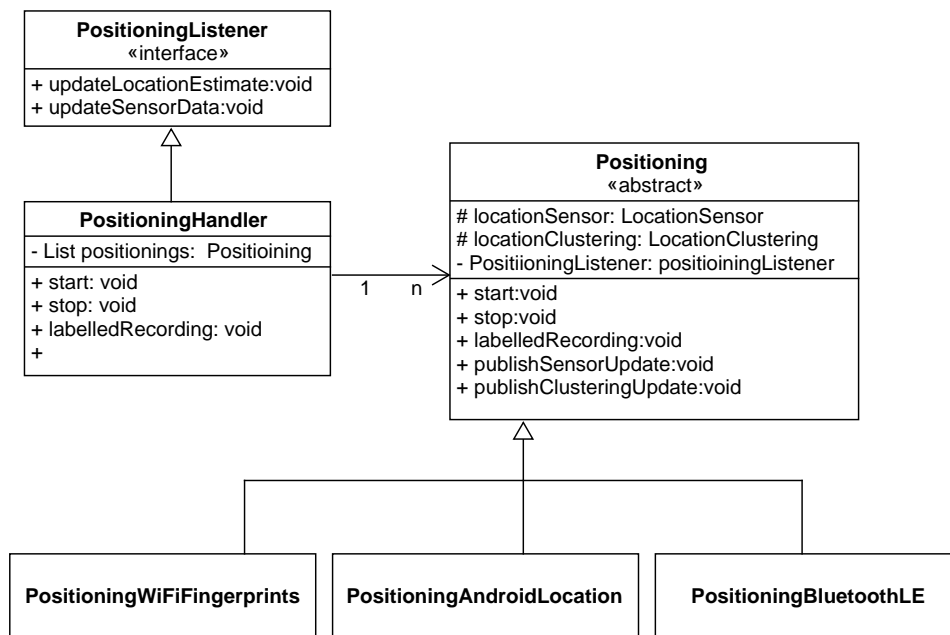 PositioningListener
«interface»
+ updateLocationEstimate:void
+ updateSensorData:void
PositioningHandler
- List positionings:  Positioining
+ start: void
+ stop: void
+ labelledRecording: void
+
1
n
Positioning
«abstract»
# locationSensor: LocationSensor
# locationClustering: LocationClustering
- PositiioningListener: positioiningListener
+ start:void
+ stop:void
+ labelledRecording:void
+ publishSensorUpdate:void
+ publishClusteringUpdate:void
PositioningWiFiFingerprints
PositioningAndroidLocation
PositioningBluetoothLE